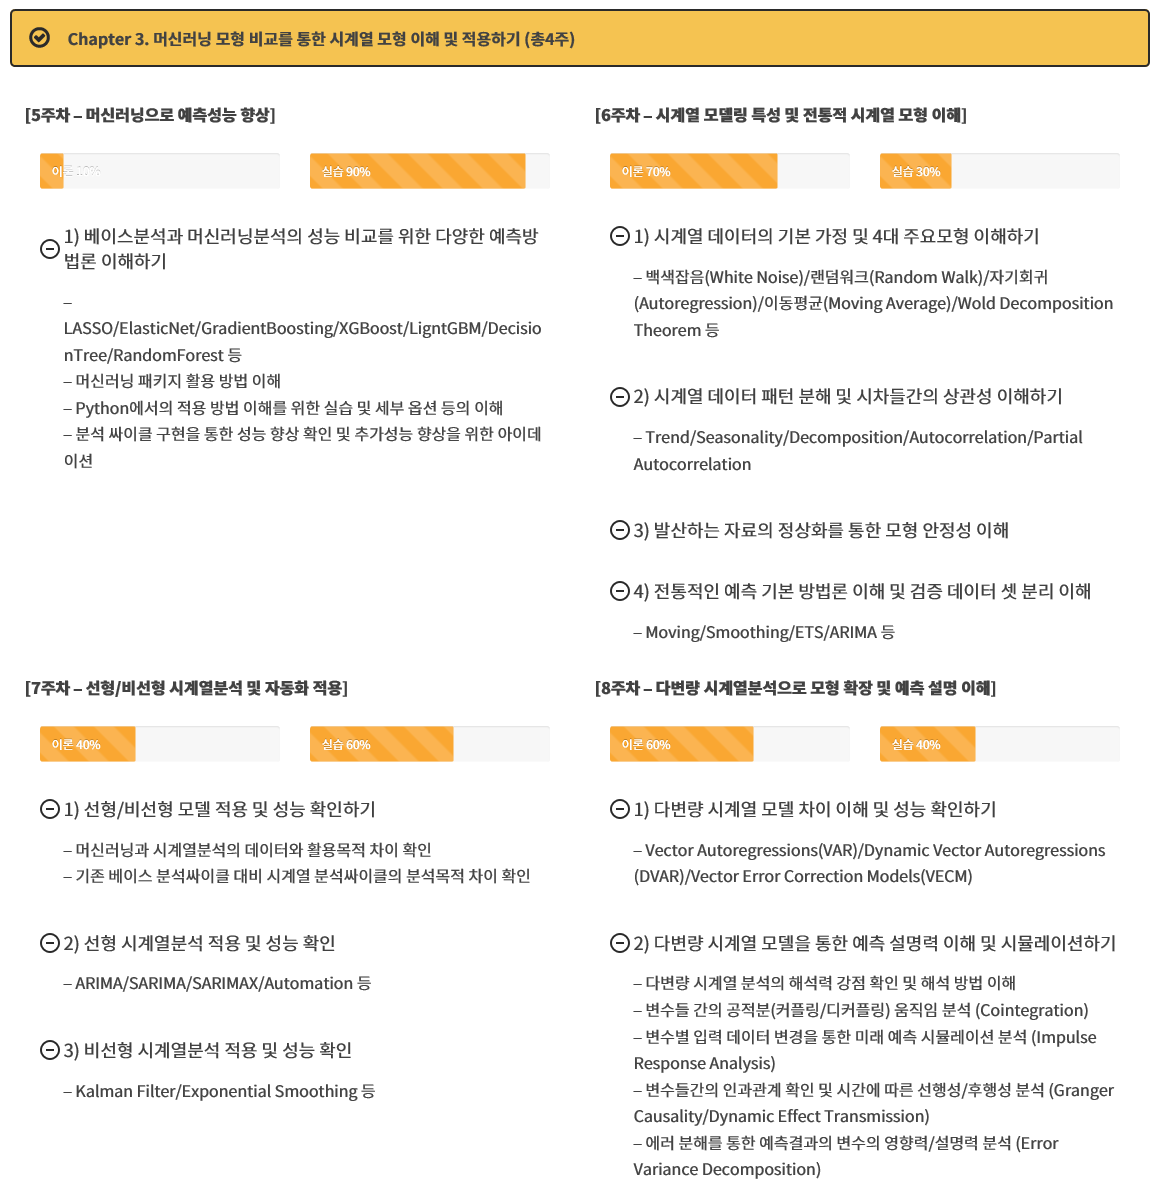 Chapter 3. 머신러닝 모형 비교를 통한 시계열 모형 이해 및 적용하기 (총4주)
[5주차 – 머신러닝으로 예측성능 향상]
이론 10%
실습 90%
1) 베이스분석과 머신러닝분석의 성능 비교를 위한 다양한 예측방
법론 이해하기
–
LASSO/ElasticNet/GradientBoosting/XGBoost/LigntGBM/Decisio
nTree/RandomForest 등
– 머신러닝 패키지 활용 방법 이해
– Python에서의 적용 방법 이해를 위한 실습 및 세부 옵션 등의 이해
– 분석 싸이클 구현을 통한 성능 향상 확인 및 추가성능 향상을 위한 아이데
이션
[6주차 – 시계열 모델링 특성 및 전통적 시계열 모형 이해]
이론 70%
실습 30%
1) 시계열 데이터의 기본 가정 및 4대 주요모형 이해하기
– 백색잡음(White Noise)/랜덤워크(Random Walk)/자기회귀
(Autoregression)/이동평균(Moving Average)/Wold Decomposition
Theorem 등
2) 시계열 데이터 패턴 분해 및 시차들간의 상관성 이해하기
– Trend/Seasonality/Decomposition/Autocorrelation/Partial
Autocorrelation
3) 발산하는 자료의 정상화를 통한 모형 안정성 이해
4) 전통적인 예측 기본 방법론 이해 및 검증 데이터 셋 분리 이해
– Moving/Smoothing/ETS/ARIMA 등
[7주차 – 선형/비선형 시계열분석 및 자동화 적용]
이론 40%
실습 60%
1) 선형/비선형 모델 적용 및 성능 확인하기
– 머신러닝과 시계열분석의 데이터와 활용목적 차이 확인
– 기존 베이스 분석싸이클 대비 시계열 분석싸이클의 분석목적 차이 확인
2) 선형 시계열분석 적용 및 성능 확인
– ARIMA/SARIMA/SARIMAX/Automation 등
3) 비선형 시계열분석 적용 및 성능 확인
– Kalman Filter/Exponential Smoothing 등
[8주차 – 다변량 시계열분석으로 모형 확장 및 예측 설명 이해]
이론 60%
실습 40%
1) 다변량 시계열 모델 차이 이해 및 성능 확인하기
– Vector Autoregressions(VAR)/Dynamic Vector Autoregressions
(DVAR)/Vector Error Correction Models(VECM)
2) 다변량 시계열 모델을 통한 예측 설명력 이해 및 시뮬레이션하기
– 다변량 시계열 분석의 해석력 강점 확인 및 해석 방법 이해
– 변수들 간의 공적분(커플링/디커플링) 움직임 분석 (Cointegration)
– 변수별 입력 데이터 변경을 통한 미래 예측 시뮬레이션 분석 (Impulse
Response Analysis)
– 변수들간의 인과관계 확인 및 시간에 따른 선행성/후행성 분석 (Granger
Causality/Dynamic Effect Transmission)
– 에러 분해를 통한 예측결과의 변수의 영향력/설명력 분석 (Error
Variance Decomposition)